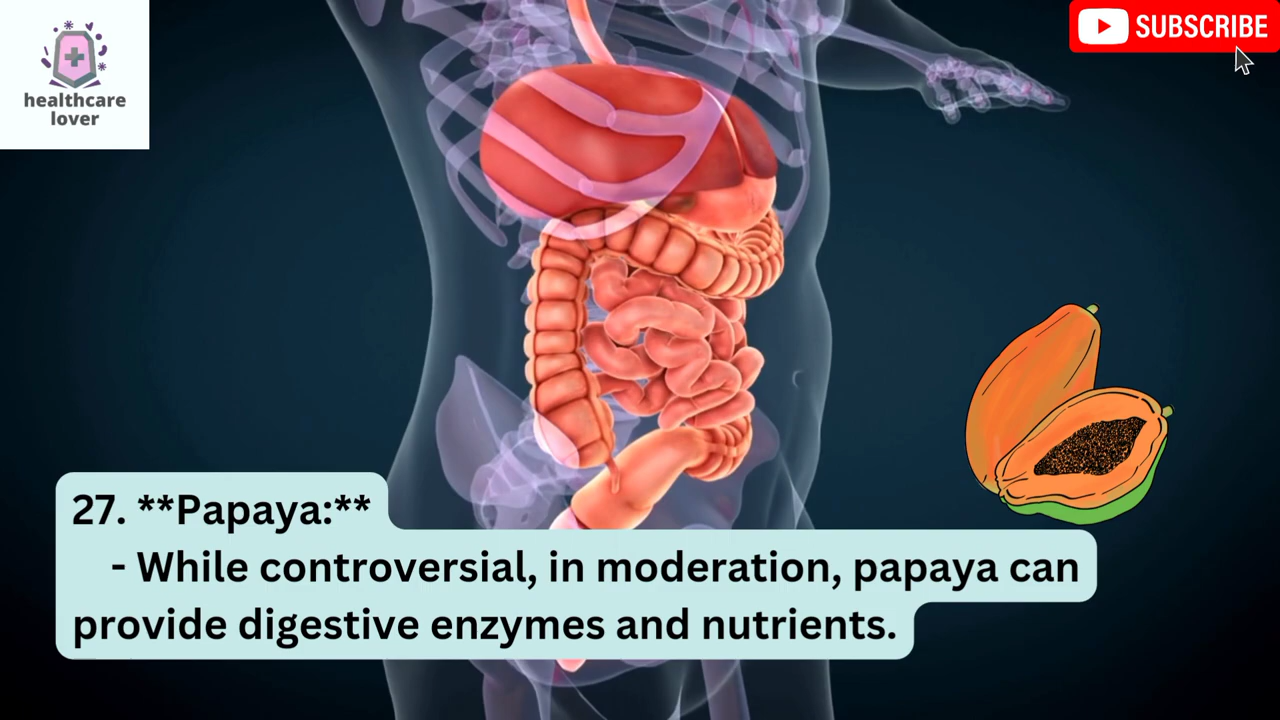 healthcare
lover
SUBSCRIBE
27. **Papaya:**
- While controversial, in moderation, papaya can
provide digestive enzymes and nutrients.